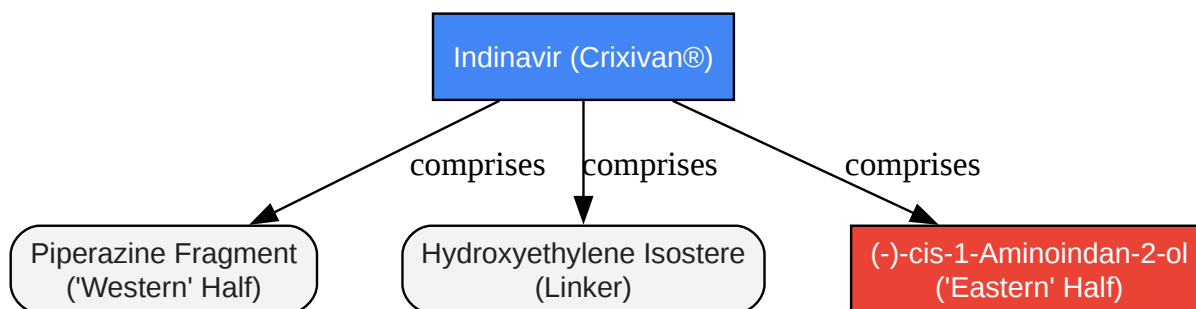 Indinavir (Crixivan®)
comprises
comprises
comprises
Piperazine Fragment
('Western' Half)
Hydroxyethylene Isostere
(Linker)
(-)-cis-1-Aminoindan-2-ol
('Eastern' Half)